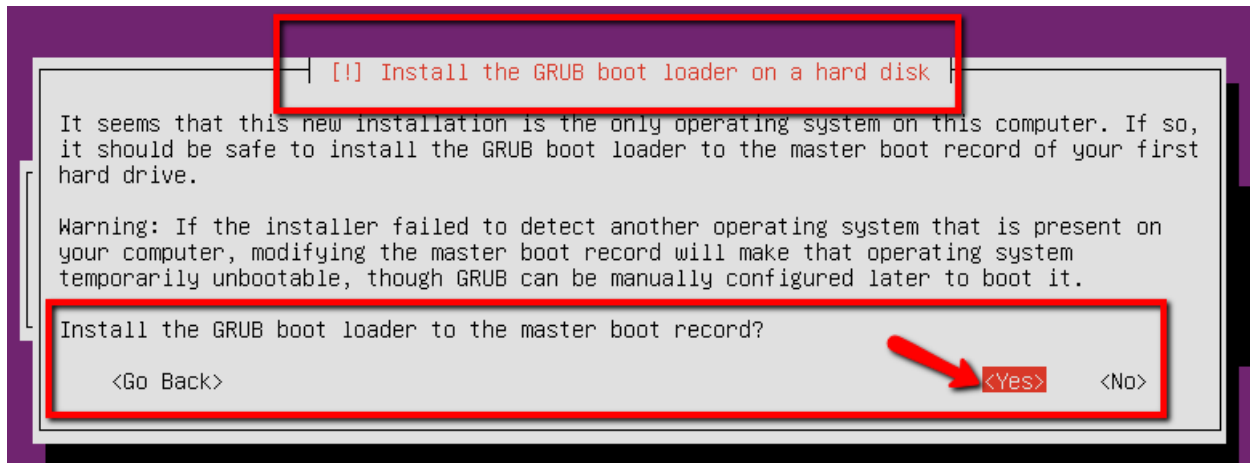 [!] Install the GRUB boot loader on a hard disk
It seems that this new installation is the only operating system on this computer. If so,
it should be safe to install the GRUB boot loader to the master boot record of your first
hard drive.
Warning: If the installer failed to detect another operating system that is present on
your computer, modifying the master boot record will make that operating system
temporarily unbootable, though GRUB can be manually configured later to boot it.
Install the GRUB boot loader to the master boot record?
<Go Back> <Yes> <No>